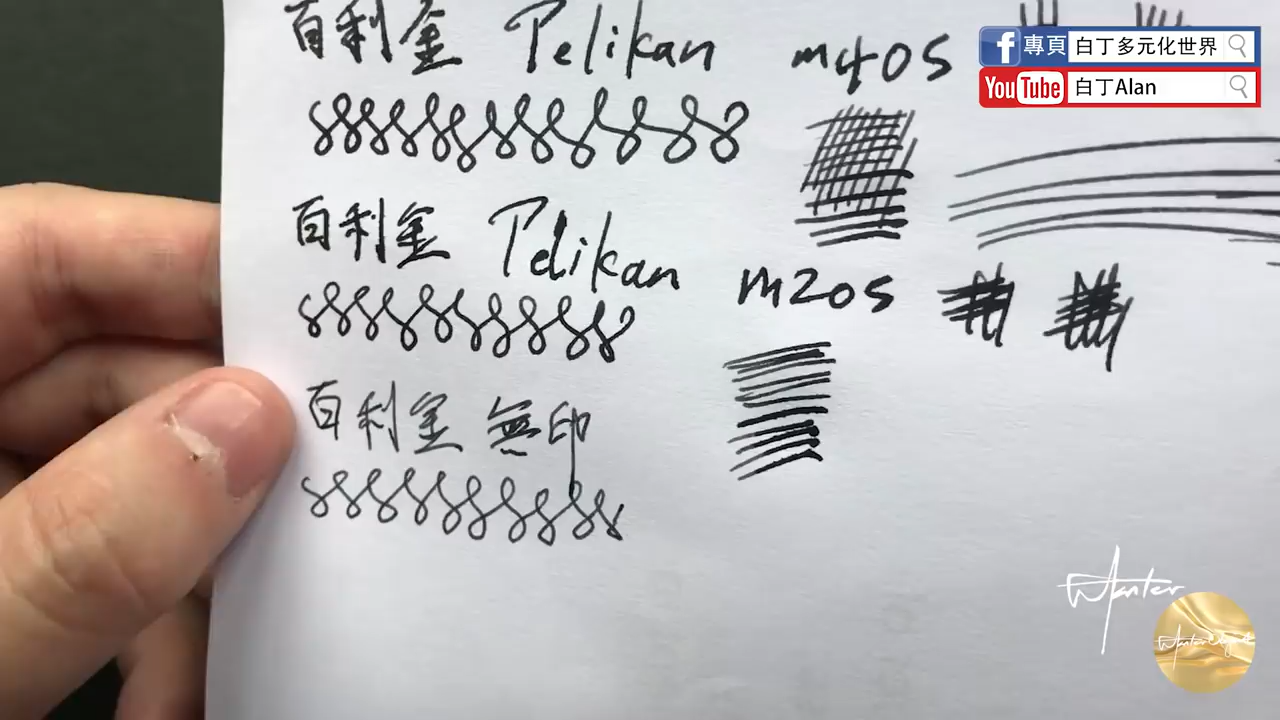 百利金 Pelikan m405
專頁 白丁多元化世界
YouTube 白丁Alan
百利金 Pelikan m205
百利金 無印